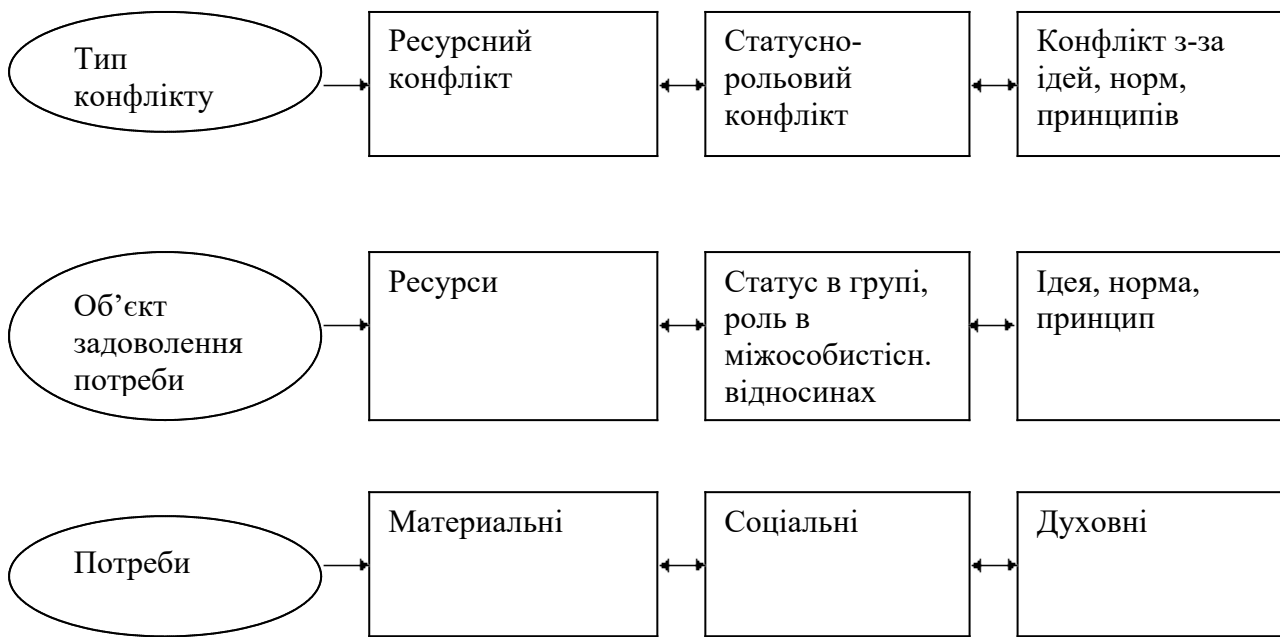 Тип
конфлікту
Ресурсний
конфлікт
Статусно-
рольовий
конфлікт
Конфлікт з-за
ідей, норм,
принципів
Об’єкт
задоволення
потреби
Ресурси
Статус в групі,
роль в
міжособистісн.
відносинах
Ідея, норма,
принцип
Потреби
Материальні
Соціальні
Духовні